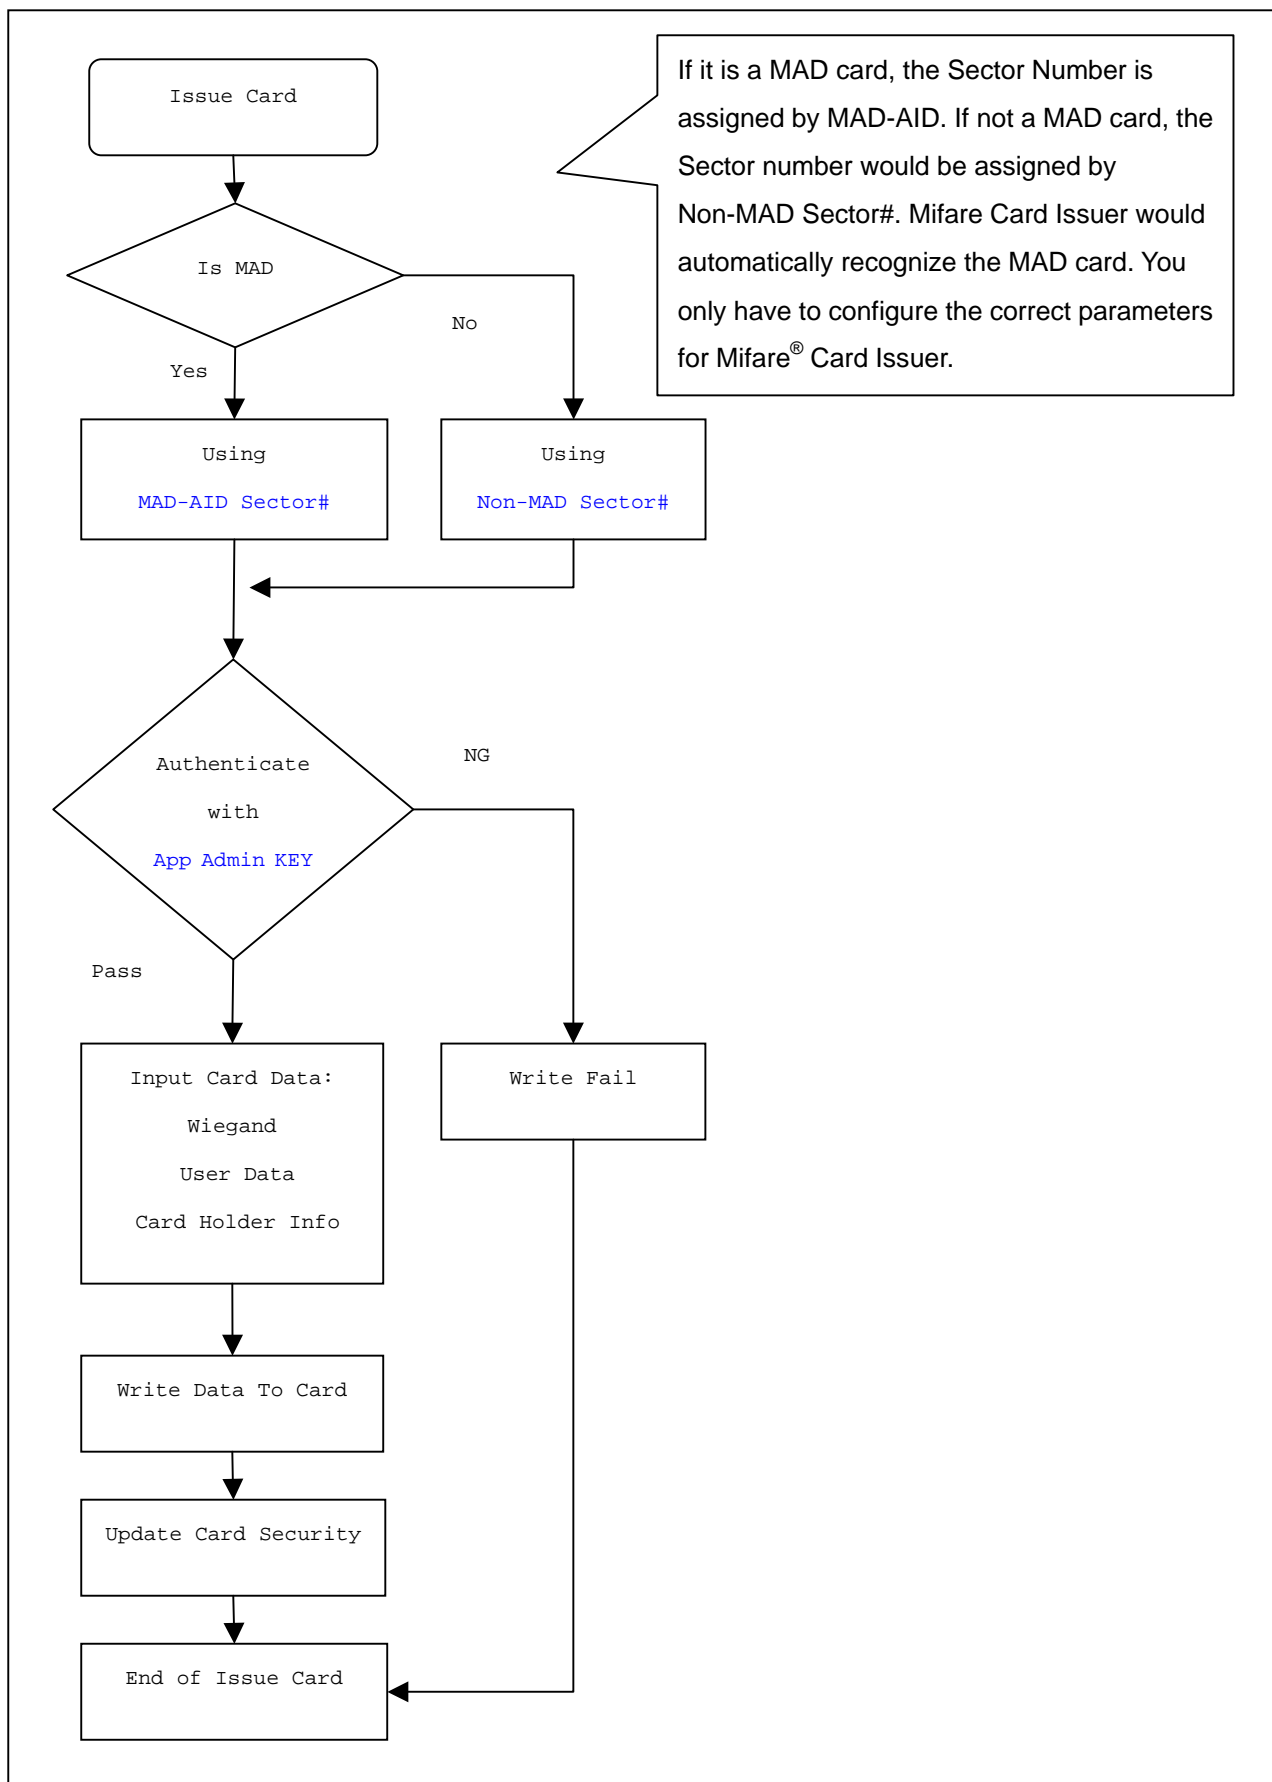 Issue Card
If it is a MAD card, the Sector Number is
assigned by MAD-AID. If not a MAD card, the
Sector number would be assigned by
Non-MAD Sector#. Mifare Card Issuer would
automatically recognize the MAD card. You
only have to configure the correct parameters
for Mifare® Card Issuer.
Is MAD
No
Yes
Using
MAD-AID Sector#
Using
Non-MAD Sector#
Authenticate
with
App Admin KEY
NG
Pass
Input Card Data:
Wiegand
User Data
Card Holder Info
Write Fail
Write Data To Card
Update Card Security
End of Issue Card